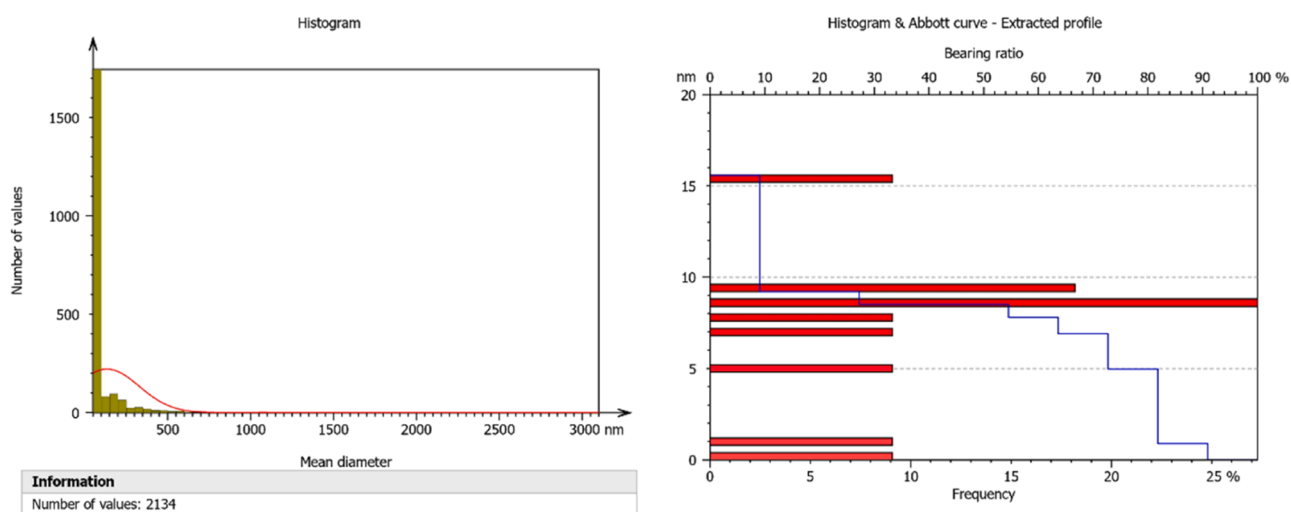 Histogram
Number of values
1500
1000
500
0
500 1000 1500 2000 2500 3000 nm
Mean diameter
Information
Number of values: 2134
Histogram & Abbott curve - Extracted profile
Bearing ratio
nm 0 10 20 30 40 50 60 70 80 90 100 %
20
15
10
5
0
0 5 10 15 20 25 %
Frequency